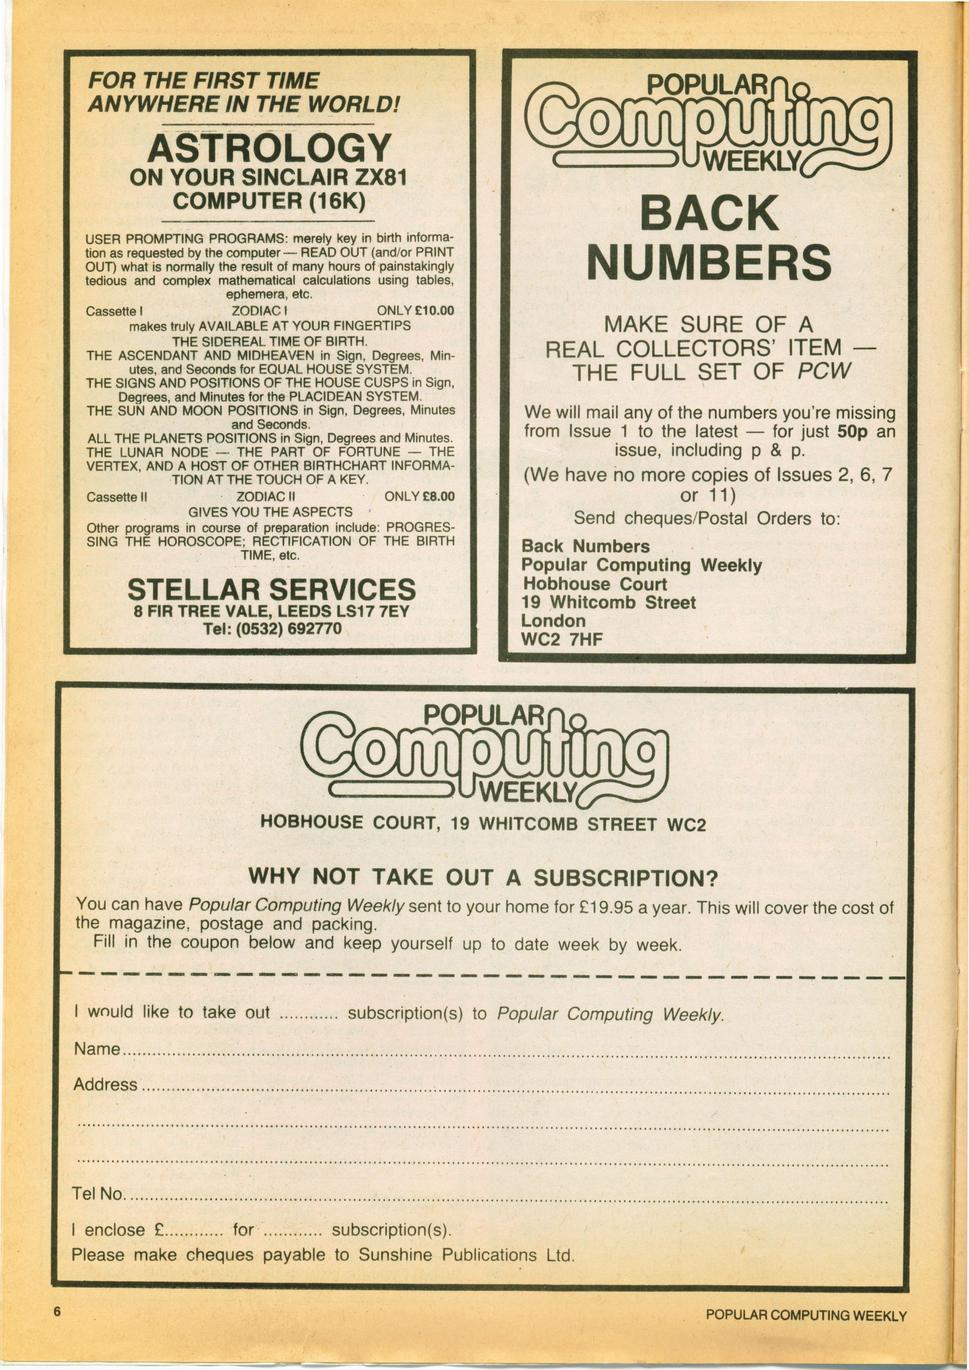 FOR THE FIRST TIME
ANYWHERE IN THE WORLD!
ASTROLOGY
ON YOUR SINCLAIR ZX81
COMPUTER (16K)
USER PROMPTING PROGRAMS: merely key in birth informa-
tion as requested by the computer — READ OUT (and/or PRINT
OUT) what is normally the result of many hours of painstakingly
tedious and complex mathematical calculations using tables,
ephemera, etc.
Cassette I ZODIAC I ONLY £10.00
makes truly AVAILABLE AT YOUR FINGERTIPS
THE SIDEREAL TIME OF BIRTH.
THE ASCENDANT AND MIDHEAVEN in Sign, Degrees, Min-
utes, and Seconds for EQUAL HOUSE SYSTEM.
THE SIGNS AND POSITIONS OF THE HOUSE CUSPS in Sign,
Degrees, and Minutes for the PLACIDEAN SYSTEM.
THE SUN AND MOON POSITIONS in Sign, Degrees, Minutes
and Seconds.
ALL THE PLANETS POSITIONS in Sign, Degrees and Minutes.
THE LUNAR NODE — THE PART OF FORTUNE — THE
VERTEX, AND A HOST OF OTHER BIRTHCHART INFORMA-
TION AT THE TOUCH OF A KEY.
Cassette II ZODIAC II ONLY £8.00
GIVES YOU THE ASPECTS
Other programs in course of preparation include: PROGRES-
SING THE HOROSCOPE; RECTIFICATION OF THE BIRTH
TIME, etc.
STELLAR SERVICES
8 FIR TREE VALE, LEEDS LS17 7EY
Tel: (0532) 692770
POPULAR
Computing
WEEKLY
BACK
NUMBERS
MAKE SURE OF A
REAL COLLECTORS' ITEM —
THE FULL SET OF PCW
We will mail any of the numbers you're missing
from Issue 1 to the latest — for just 50p an
issue, including p & p.
(We have no more copies of Issues 2, 6, 7
or 11)
Send cheques/Postal Orders to:
Back Numbers
Popular Computing Weekly
Hobhouse Court
19 Whitcomb Street
London
WC2 7HF
POPULAR
Computing
WEEKLY
HOBHOUSE COURT, 19 WHITCOMB STREET WC2
WHY NOT TAKE OUT A SUBSCRIPTION?
You can have Popular Computing Weekly sent to your home for £19.95 a year. This will cover the cost of
the magazine, postage and packing.
Fill in the coupon below and keep yourself up to date week by week.
I would like to take out ............ subscription(s) to Popular Computing Weekly.
Name....................
Address....................
Tel No.....................
I enclose £............ for ............ subscription(s).
Please make cheques payable to Sunshine Publications Ltd.
6
POPULAR COMPUTING WEEKLY